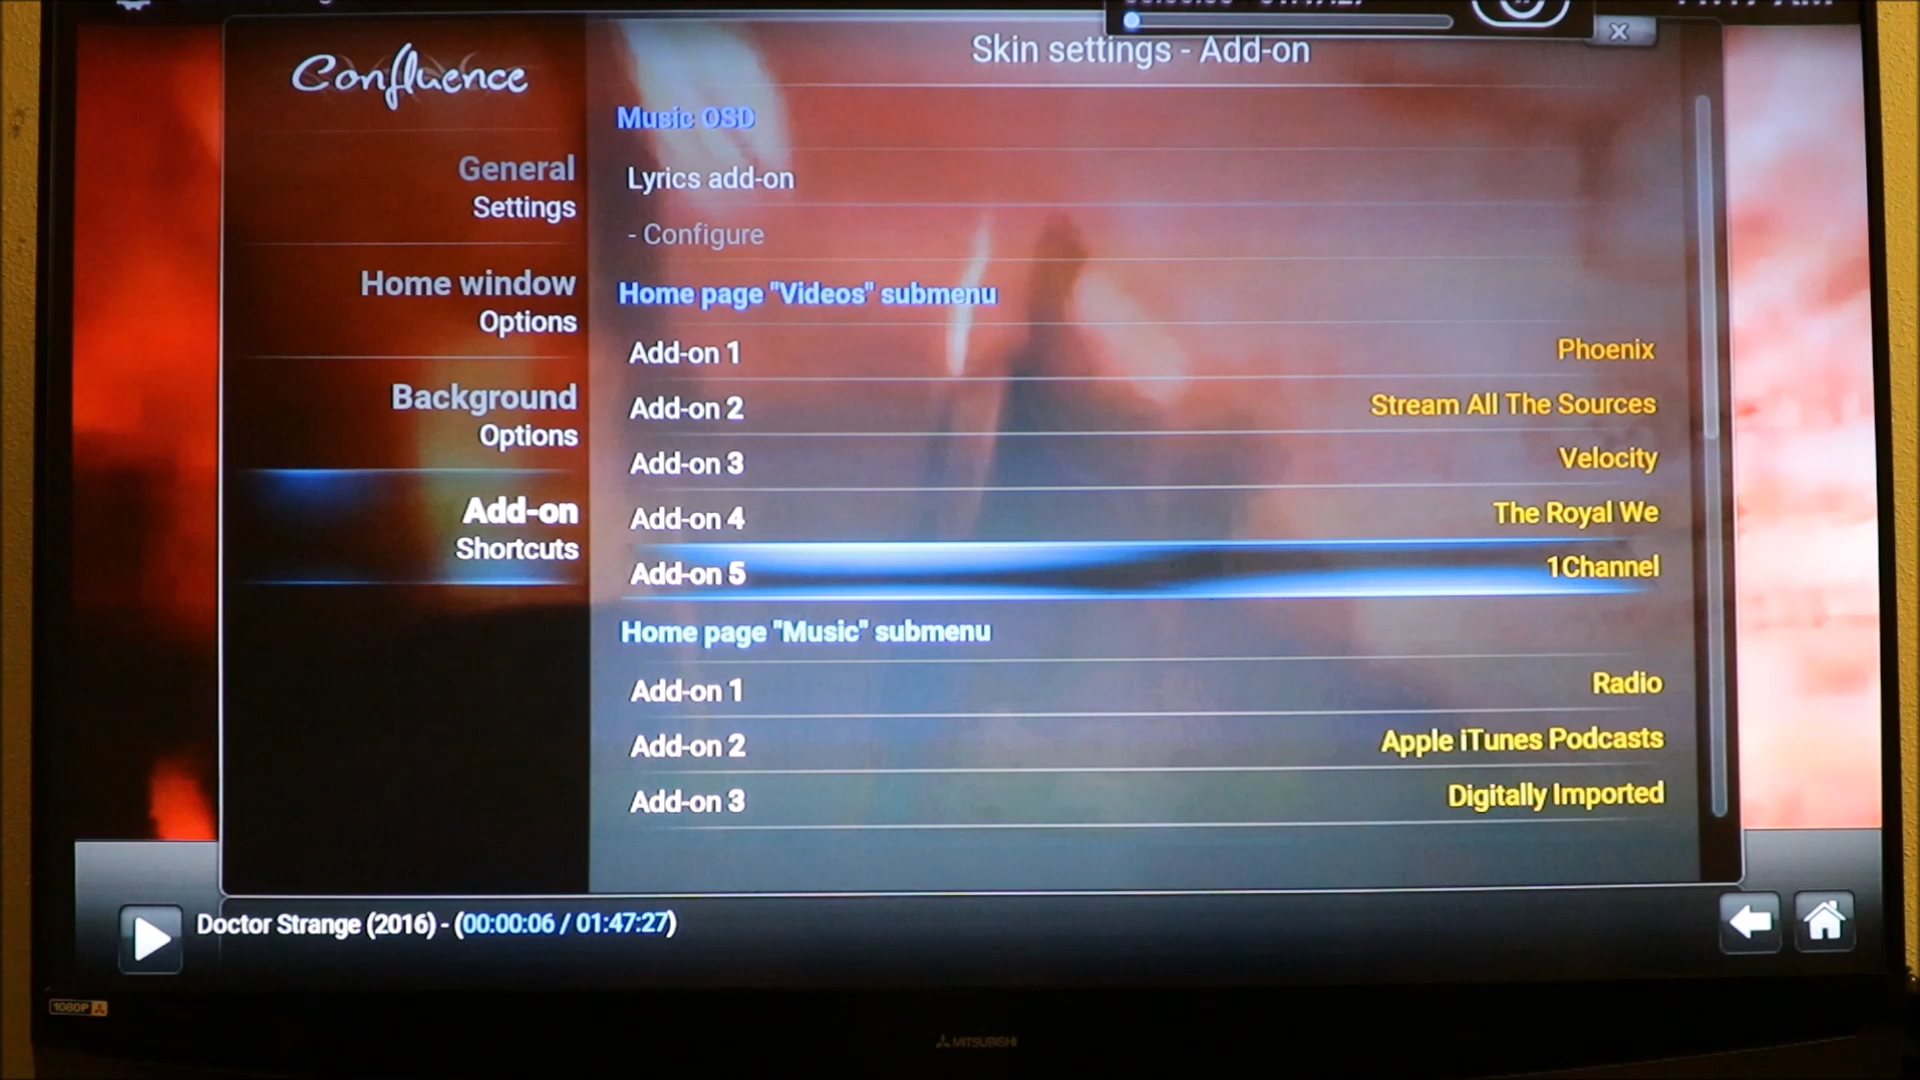 Skin settings - Add-on
Confluence
General
Settings
Home window
Options
Background
Options
Add-on
Shortcuts
Music OSD
Lyrics add-on
- Configure
Home page "Videos" submenu
Add-on 1 Phoenix
Add-on 2 Stream All The Sources
Add-on 3 Velocity
Add-on 4 The Royal We
Add-on 5 1Channel
Home page "Music" submenu
Add-on 1 Radio
Add-on 2 Apple iTunes Podcasts
Add-on 3 Digitally Imported
Doctor Strange (2016) - (00:00:06 / 01:47:27)
1080P
MITSUBISHI